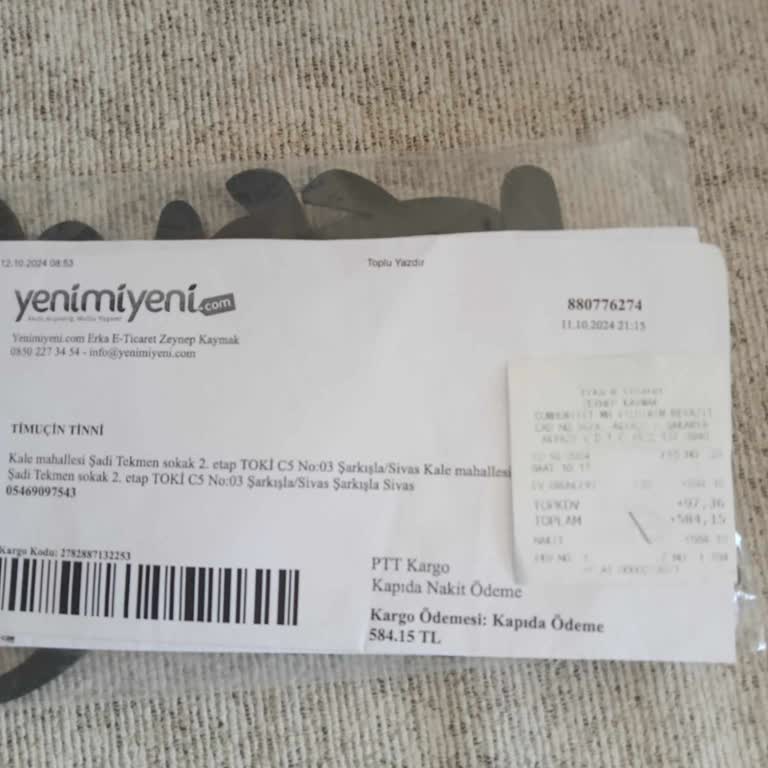 12.10.2024 08:53
Toplu Yazdır
yenimiyeni.com
880776274
11.10.2024 21:15
Yenimiyeni.com Erka E-Ticaret Zeynep Kaymak
0850 227 34 54 - info@yenimiyeni.com
TİMUÇİN TİNNİ
Kale mahallesi Şadi Tekmen sokak 2. etap TOKİ C5 No:03 Şarkışla/Sivas Kale mahallesi
Şadi Tekmen sokak 2. etap TOKİ C5 No:03 Şarkışla/Sivas Şarkışla Sivas
05469097543
TOPKDV *97,36
TOPLAM *584,15
NAKİT
Kargo Kodu: 2782887132253
PTT Kargo
Kapıda Nakit Ödeme
Kargo Ödemesi: Kapıda Ödeme
584.15 TL